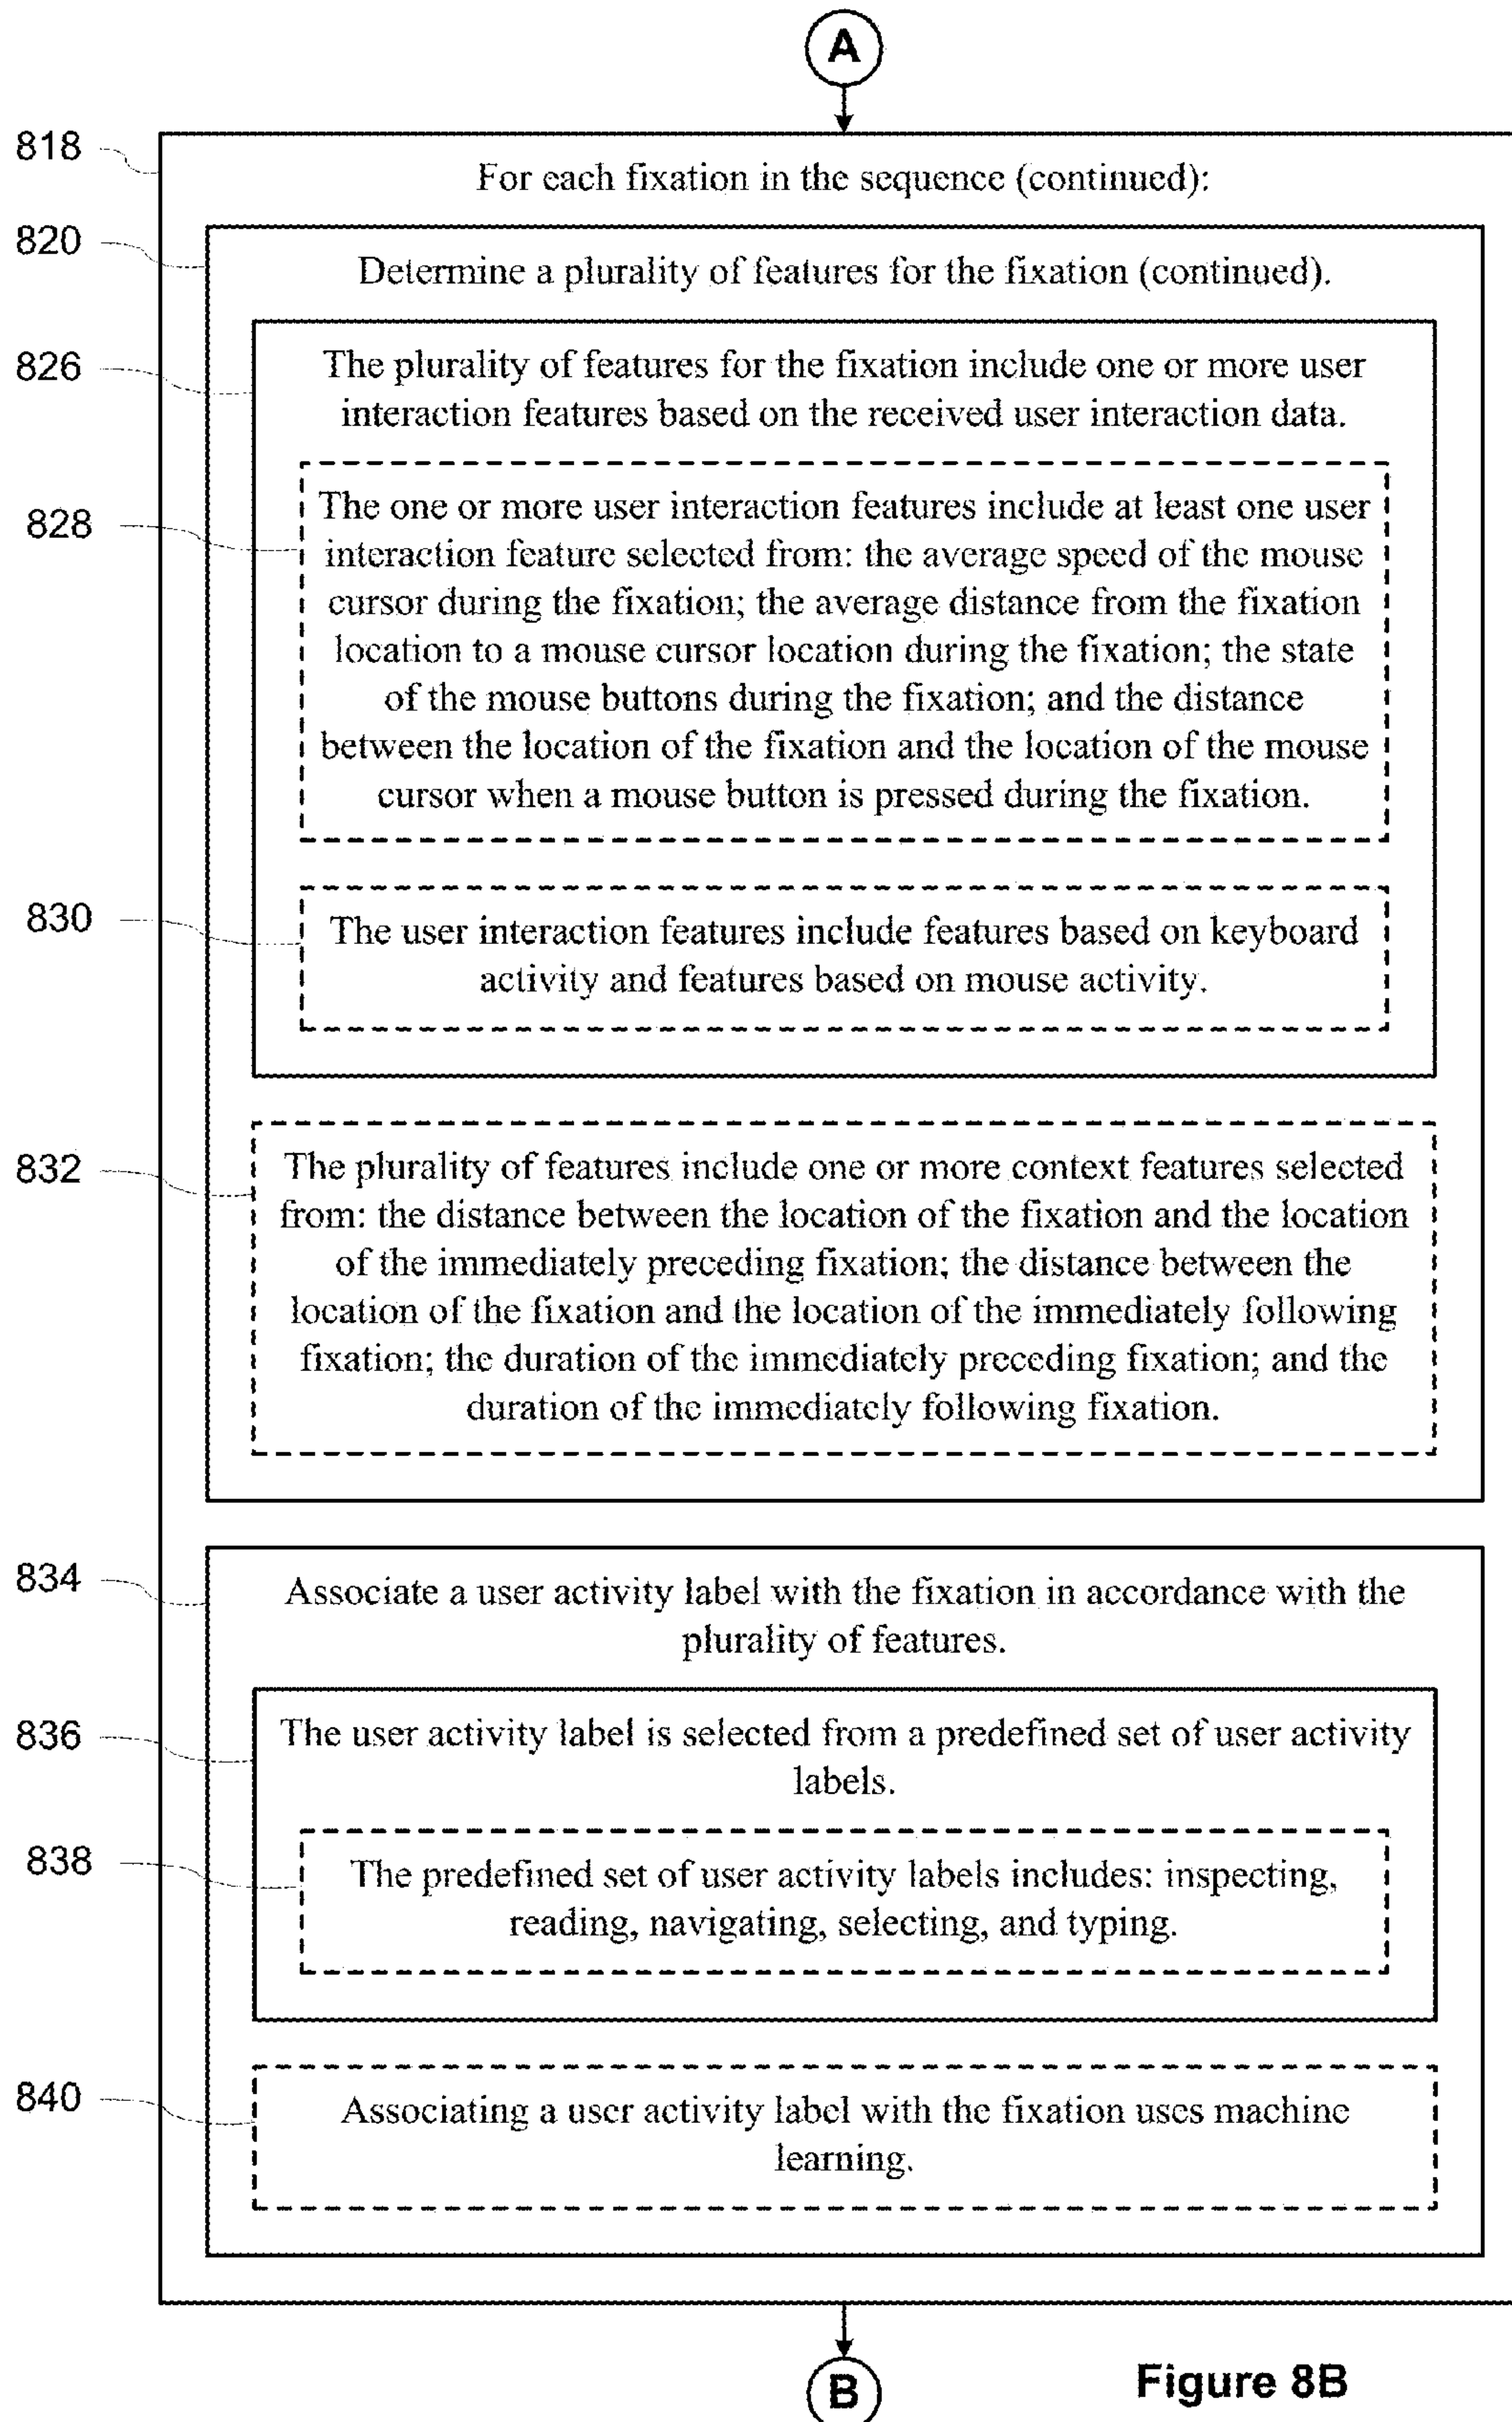 A
818
For each fixation in the sequence (continued):
820
Determine a plurality of features for the fixation (continued).
826
The plurality of features for the fixation include one or more user
interaction features based on the received user interaction data.
828
The one or more user interaction features include at least one user
interaction feature selected from: the average speed of the mouse
cursor during the fixation; the average distance from the fixation
location to a mouse cursor location during the fixation; the state
of the mouse buttons during the fixation; and the distance
between the location of the fixation and the location of the mouse
cursor when a mouse button is pressed during the fixation.
830
The user interaction features include features based on keyboard
activity and features based on mouse activity.
832
The plurality of features include one or more context features selected
from: the distance between the location of the fixation and the location
of the immediately preceding fixation; the distance between the
location of the fixation and the location of the immediately following
fixation; the duration of the immediately preceding fixation; and the
duration of the immediately following fixation.
834
Associate a user activity label with the fixation in accordance with the
plurality of features.
836
The user activity label is selected from a predefined set of user activity
labels.
838
The predefined set of user activity labels includes: inspecting,
reading, navigating, selecting, and typing.
840
Associating a user activity label with the fixation uses machine
learning.
B
Figure 8B